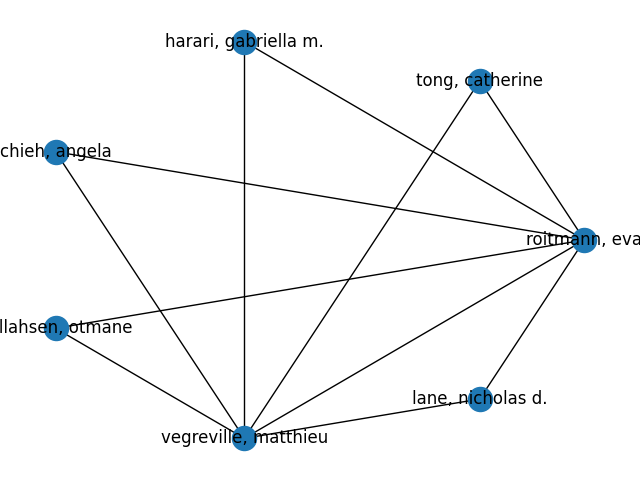 harari, gabriella m.
tong, catherine
chieh, angela
roitmann, eva
llahsen, otmane
lane, nicholas d.
vegreville, matthieu